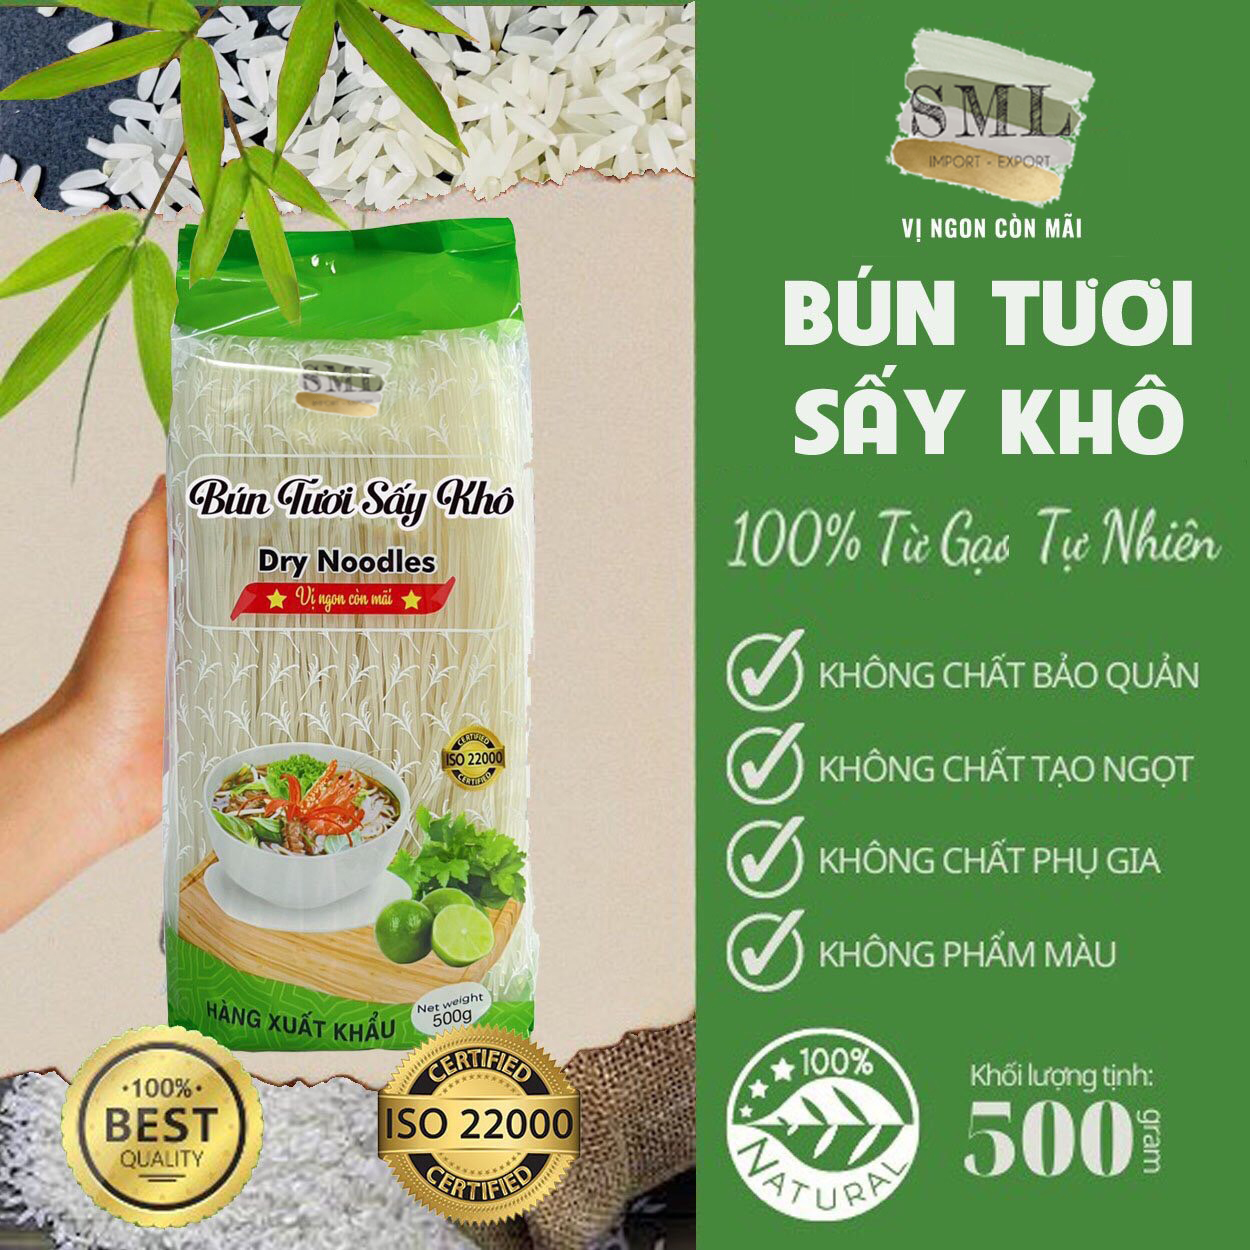 SML
IMPORT - EXPORT
VỊ NGON CÒN MÃI
BÚN TƯƠI
SẤY KHÔ
100% Từ Gạo Tự Nhiên
KHÔNG CHẤT BẢO QUẢN
KHÔNG CHẤT TẠO NGỌT
KHÔNG CHẤT PHỤ GIA
KHÔNG PHẨM MÀU
100%
NATURAL
Khối lượng tịnh:
500 gram
SML
IMPORT - EXPORT
Bún Tươi Sấy Khô
Dry Noodles
Vị ngon còn mãi
CERTIFIED
ISO 22000
CERTIFIED
HÀNG XUẤT KHẨU
Net weight
500g
100%
BEST
QUALITY
CERTIFIED
ISO 22000
CERTIFIED